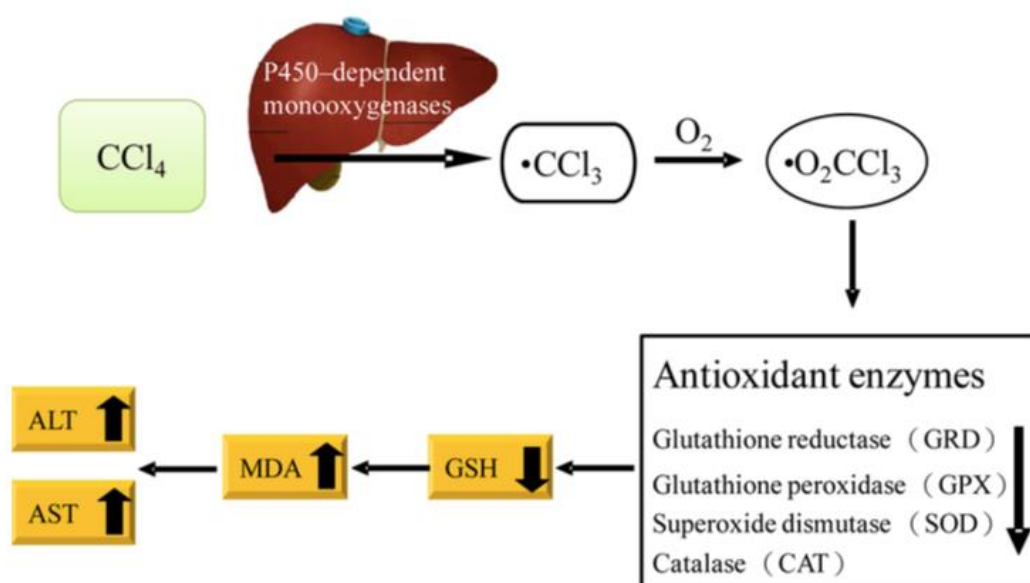 P450–dependent
monooxygenases
CCl₄
•CCl₃
O₂
•O₂CCl₃
Antioxidant enzymes
Glutathione reductase （GRD）
Glutathione peroxidase （GPX）
Superoxide dismutase （SOD）
Catalase （CAT）
GSH
MDA
ALT
AST